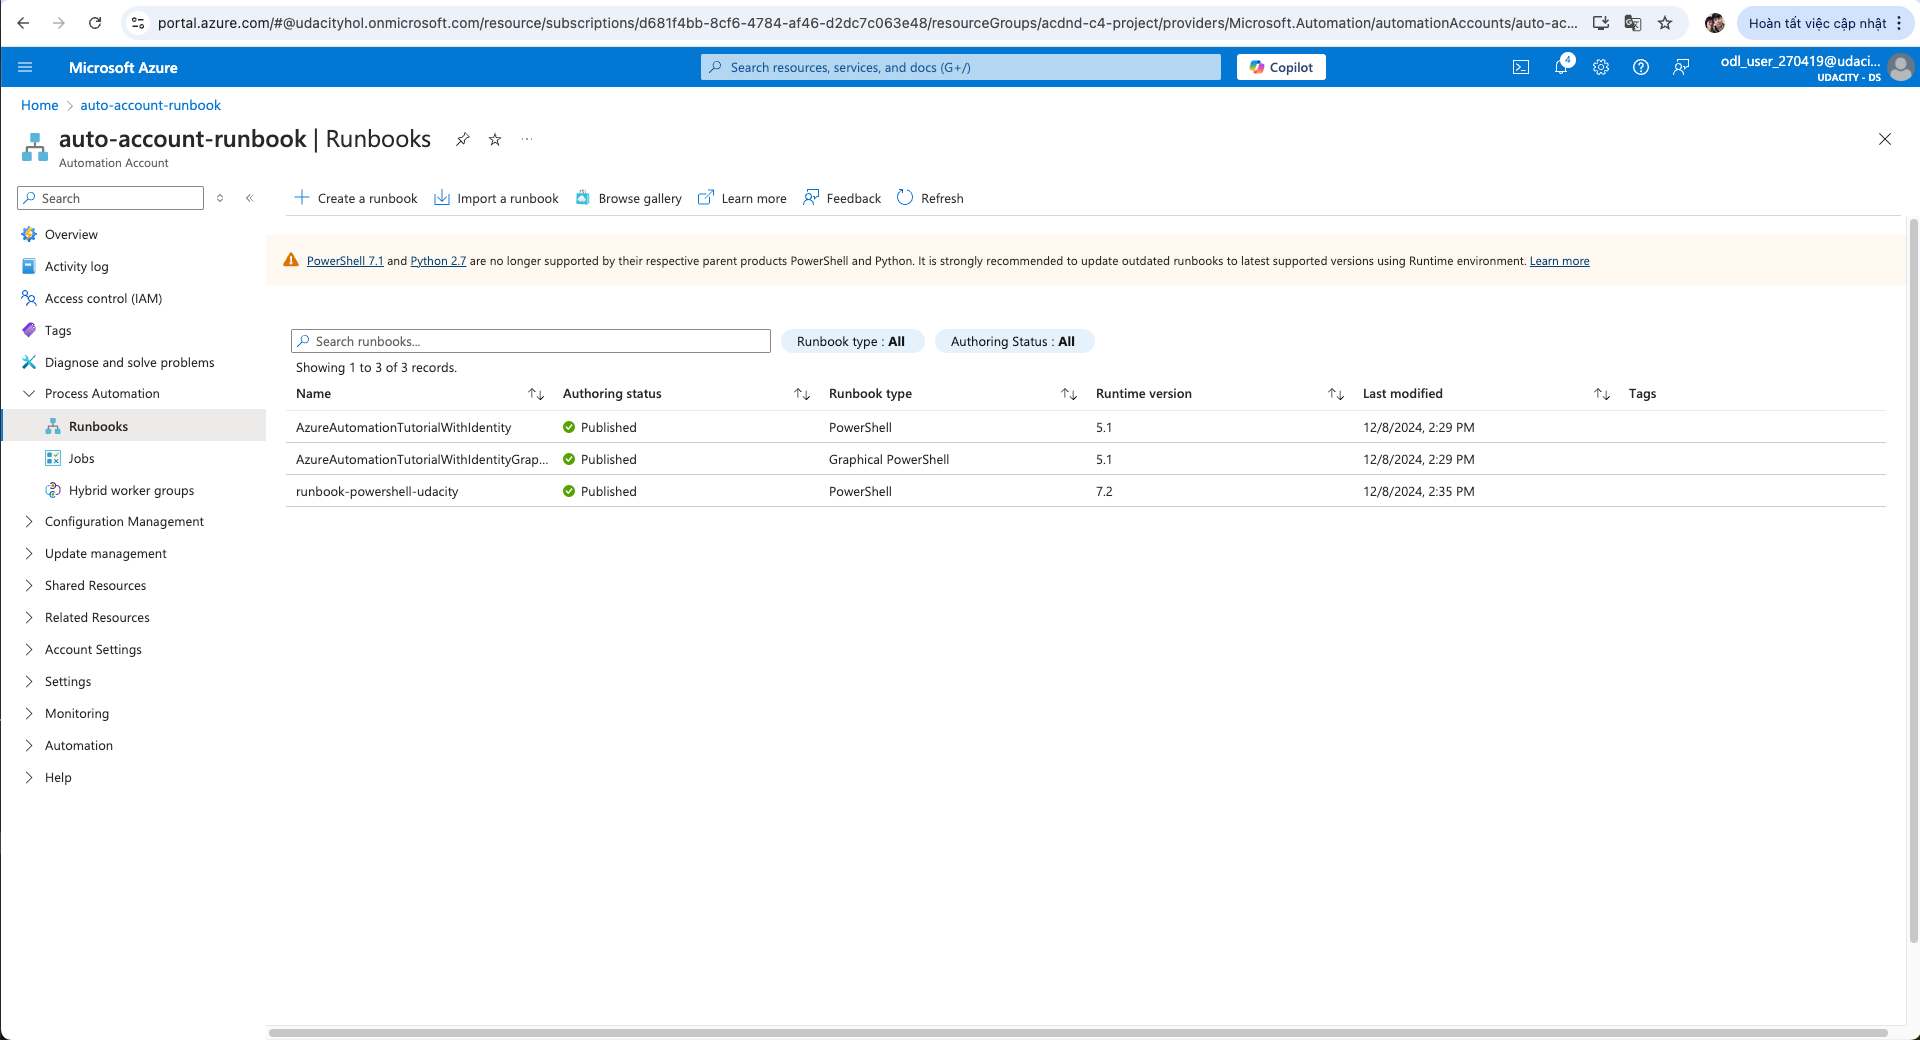 portal.azure.com/#@udacityhol.onmicrosoft.com/resource/subscriptions/d681f4bb-8cf6-4784-af46-d2dc7c063e48/resourceGroups/acdnd-c4-project/providers/Microsoft.Automation/automationAccounts/auto-ac...
Hoàn tất việc cập nhật
Microsoft Azure
Search resources, services, and docs (G+/)
Copilot
4
odl_user_270419@udaci...
UDACITY - DS
Home > auto-account-runbook
auto-account-runbook | Runbooks
Automation Account
Search
Create a runbook
Import a runbook
Browse gallery
Learn more
Feedback
Refresh
Overview
Activity log
Access control (IAM)
Tags
Diagnose and solve problems
Process Automation
Runbooks
Jobs
Hybrid worker groups
Configuration Management
Update management
Shared Resources
Related Resources
Account Settings
Settings
Monitoring
Automation
Help
PowerShell 7.1 and Python 2.7 are no longer supported by their respective parent products PowerShell and Python. It is strongly recommended to update outdated runbooks to latest supported versions using Runtime environment. Learn more
Search runbooks...
Runbook type : All
Authoring Status : All
Showing 1 to 3 of 3 records.
Name Authoring status Runbook type Runtime version Last modified Tags
AzureAutomationTutorialWithIdentity Published PowerShell 5.1 12/8/2024, 2:29 PM
AzureAutomationTutorialWithIdentityGrap... Published Graphical PowerShell 5.1 12/8/2024, 2:29 PM
runbook-powershell-udacity Published PowerShell 7.2 12/8/2024, 2:35 PM